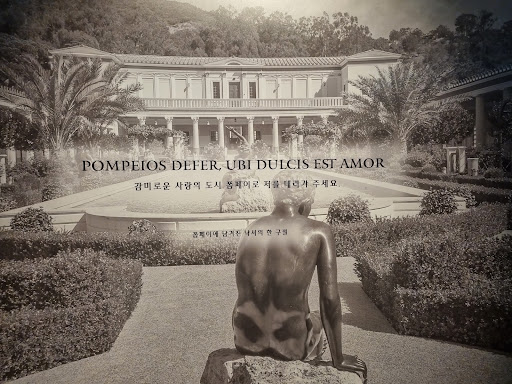 POMPEIOS DEFER, UBI DULCIS EST AMOR
감미로운 사랑의 도시, 폼페이로 저를 데려가 주세요.
폼페이에 남겨진 낙서의 한 구절